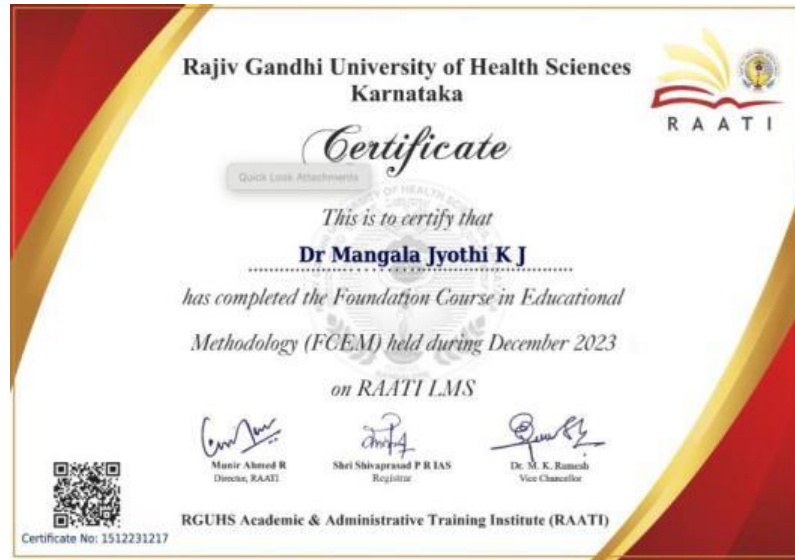 Rajiv Gandhi University of Health Sciences
Karnataka
RAATI
Certificate
Quick Look Attachments
This is to certify that
Dr Mangala Jyothi K J
has completed the Foundation Course in Educational
Methodology (FCEM) held during December 2023
on RAATI LMS
Munir Ahmed R
Director, RAATI
Shri Shivaprasad P R IAS
Registrar
Dr. M. K. Ramesh
Vice Chancellor
RGUHS Academic & Administrative Training Institute (RAATI)
Certificate No: 1512231217